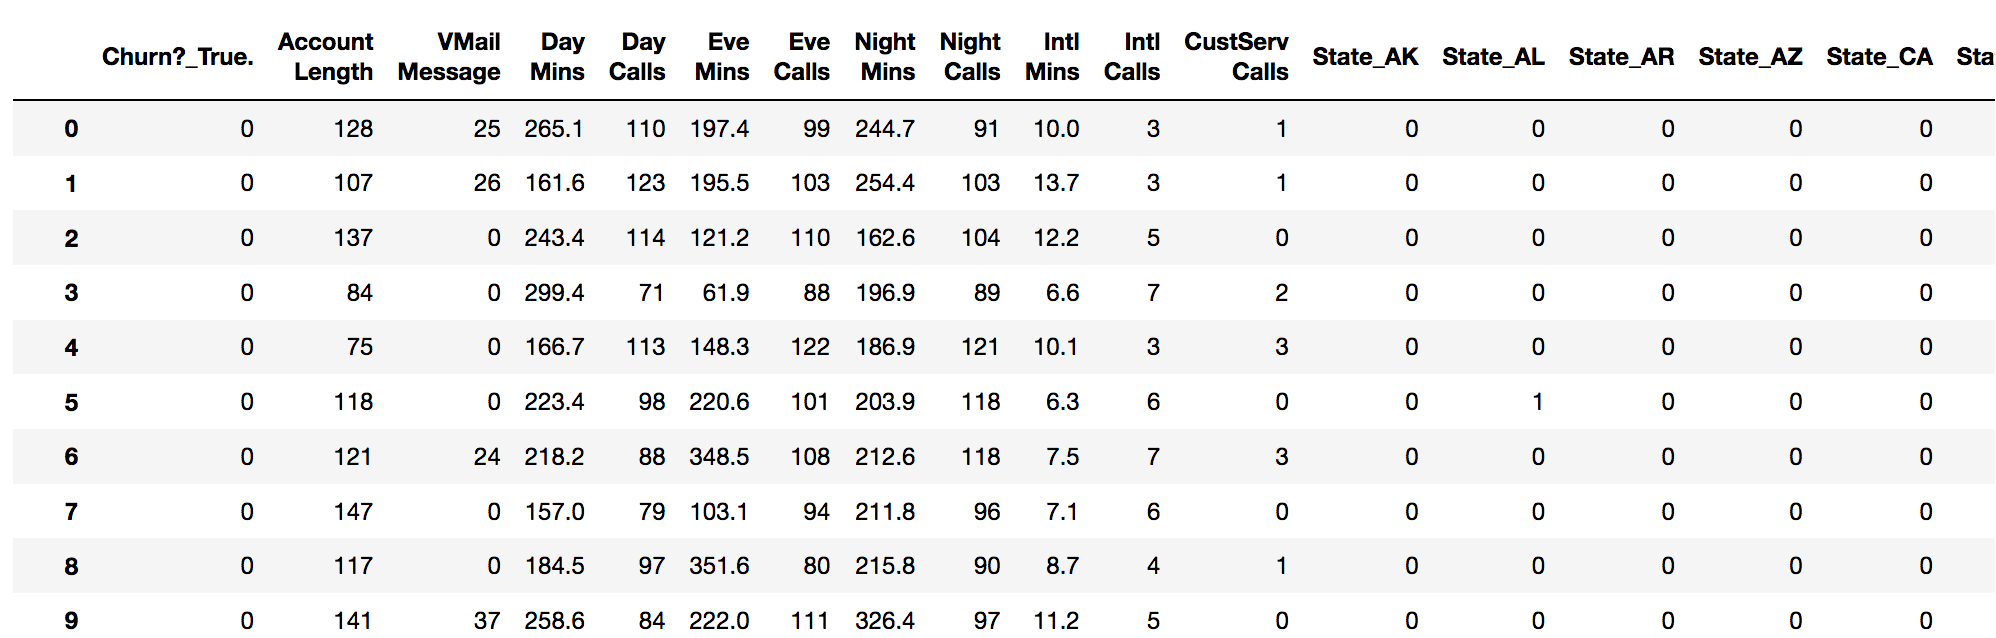 Churn?_True. Account Length VMail Message Day Mins Day Calls Eve Mins Eve Calls Night Mins Night Calls Intl Mins Intl Calls CustServ Calls State_AK State_AL State_AR State_AZ State_CA Sta
0 0 128 25 265.1 110 197.4 99 244.7 91 10.0 3 1 0 0 0 0 0
1 0 107 26 161.6 123 195.5 103 254.4 103 13.7 3 1 0 0 0 0 0
2 0 137 0 243.4 114 121.2 110 162.6 104 12.2 5 0 0 0 0 0 0
3 0 84 0 299.4 71 61.9 88 196.9 89 6.6 7 2 0 0 0 0 0
4 0 75 0 166.7 113 148.3 122 186.9 121 10.1 3 3 0 0 0 0 0
5 0 118 0 223.4 98 220.6 101 203.9 118 6.3 6 0 0 1 0 0 0
6 0 121 24 218.2 88 348.5 108 212.6 118 7.5 7 3 0 0 0 0 0
7 0 147 0 157.0 79 103.1 94 211.8 96 7.1 6 0 0 0 0 0 0
8 0 117 0 184.5 97 351.6 80 215.8 90 8.7 4 1 0 0 0 0 0
9 0 141 37 258.6 84 222.0 111 326.4 97 11.2 5 0 0 0 0 0 0